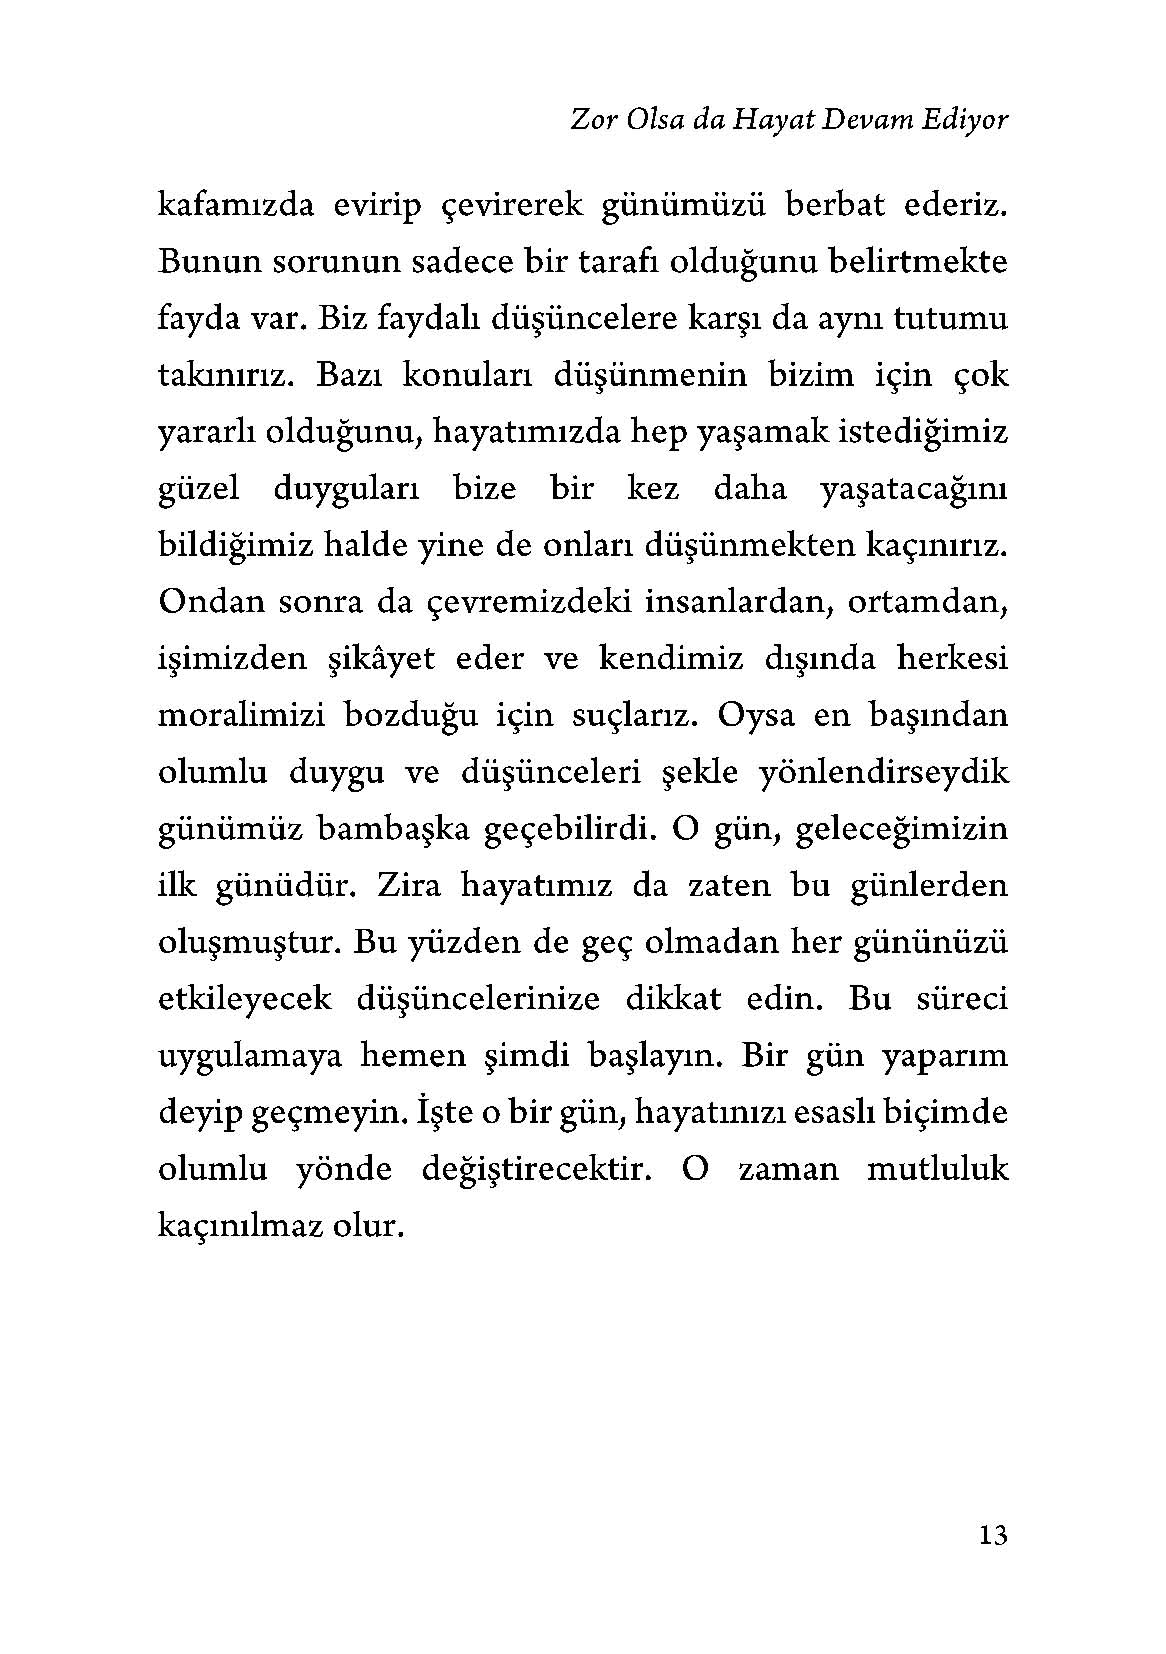 Zor Olsa da Hayat Devam Ediyor
kafamızda evirip çevirerek günümüzü berbat ederiz.
Bunun sorunun sadece bir tarafı olduğunu belirtmekte
fayda var. Biz faydalı düşüncelere karşı da aynı tutumu
takınırız. Bazı konuları düşünmenin bizim için çok
yararlı olduğunu, hayatımızda hep yaşamak istediğimiz
güzel duyguları bize bir kez daha yaşatacağını
bildiğimiz halde yine de onları düşünmekten kaçınırız.
Ondan sonra da çevremizdeki insanlardan, ortamdan,
işimizden şikâyet eder ve kendimiz dışında herkesi
moralimizi bozduğu için suçlarız. Oysa en başından
olumlu duygu ve düşünceleri şekle yönlendirseydik
günümüz bambaşka geçebilirdi. O gün, geleceğimizin
ilk günüdür. Zira hayatımız da zaten bu günlerden
oluşmuştur. Bu yüzden de geç olmadan her gününüzü
etkileyecek düşüncelerinize dikkat edin. Bu süreci
uygulamaya hemen şimdi başlayın. Bir gün yaparım
deyip geçmeyin. İşte o bir gün, hayatınızı esaslı biçimde
olumlu yönde değiştirecektir. O zaman mutluluk
kaçınılmaz olur.
13